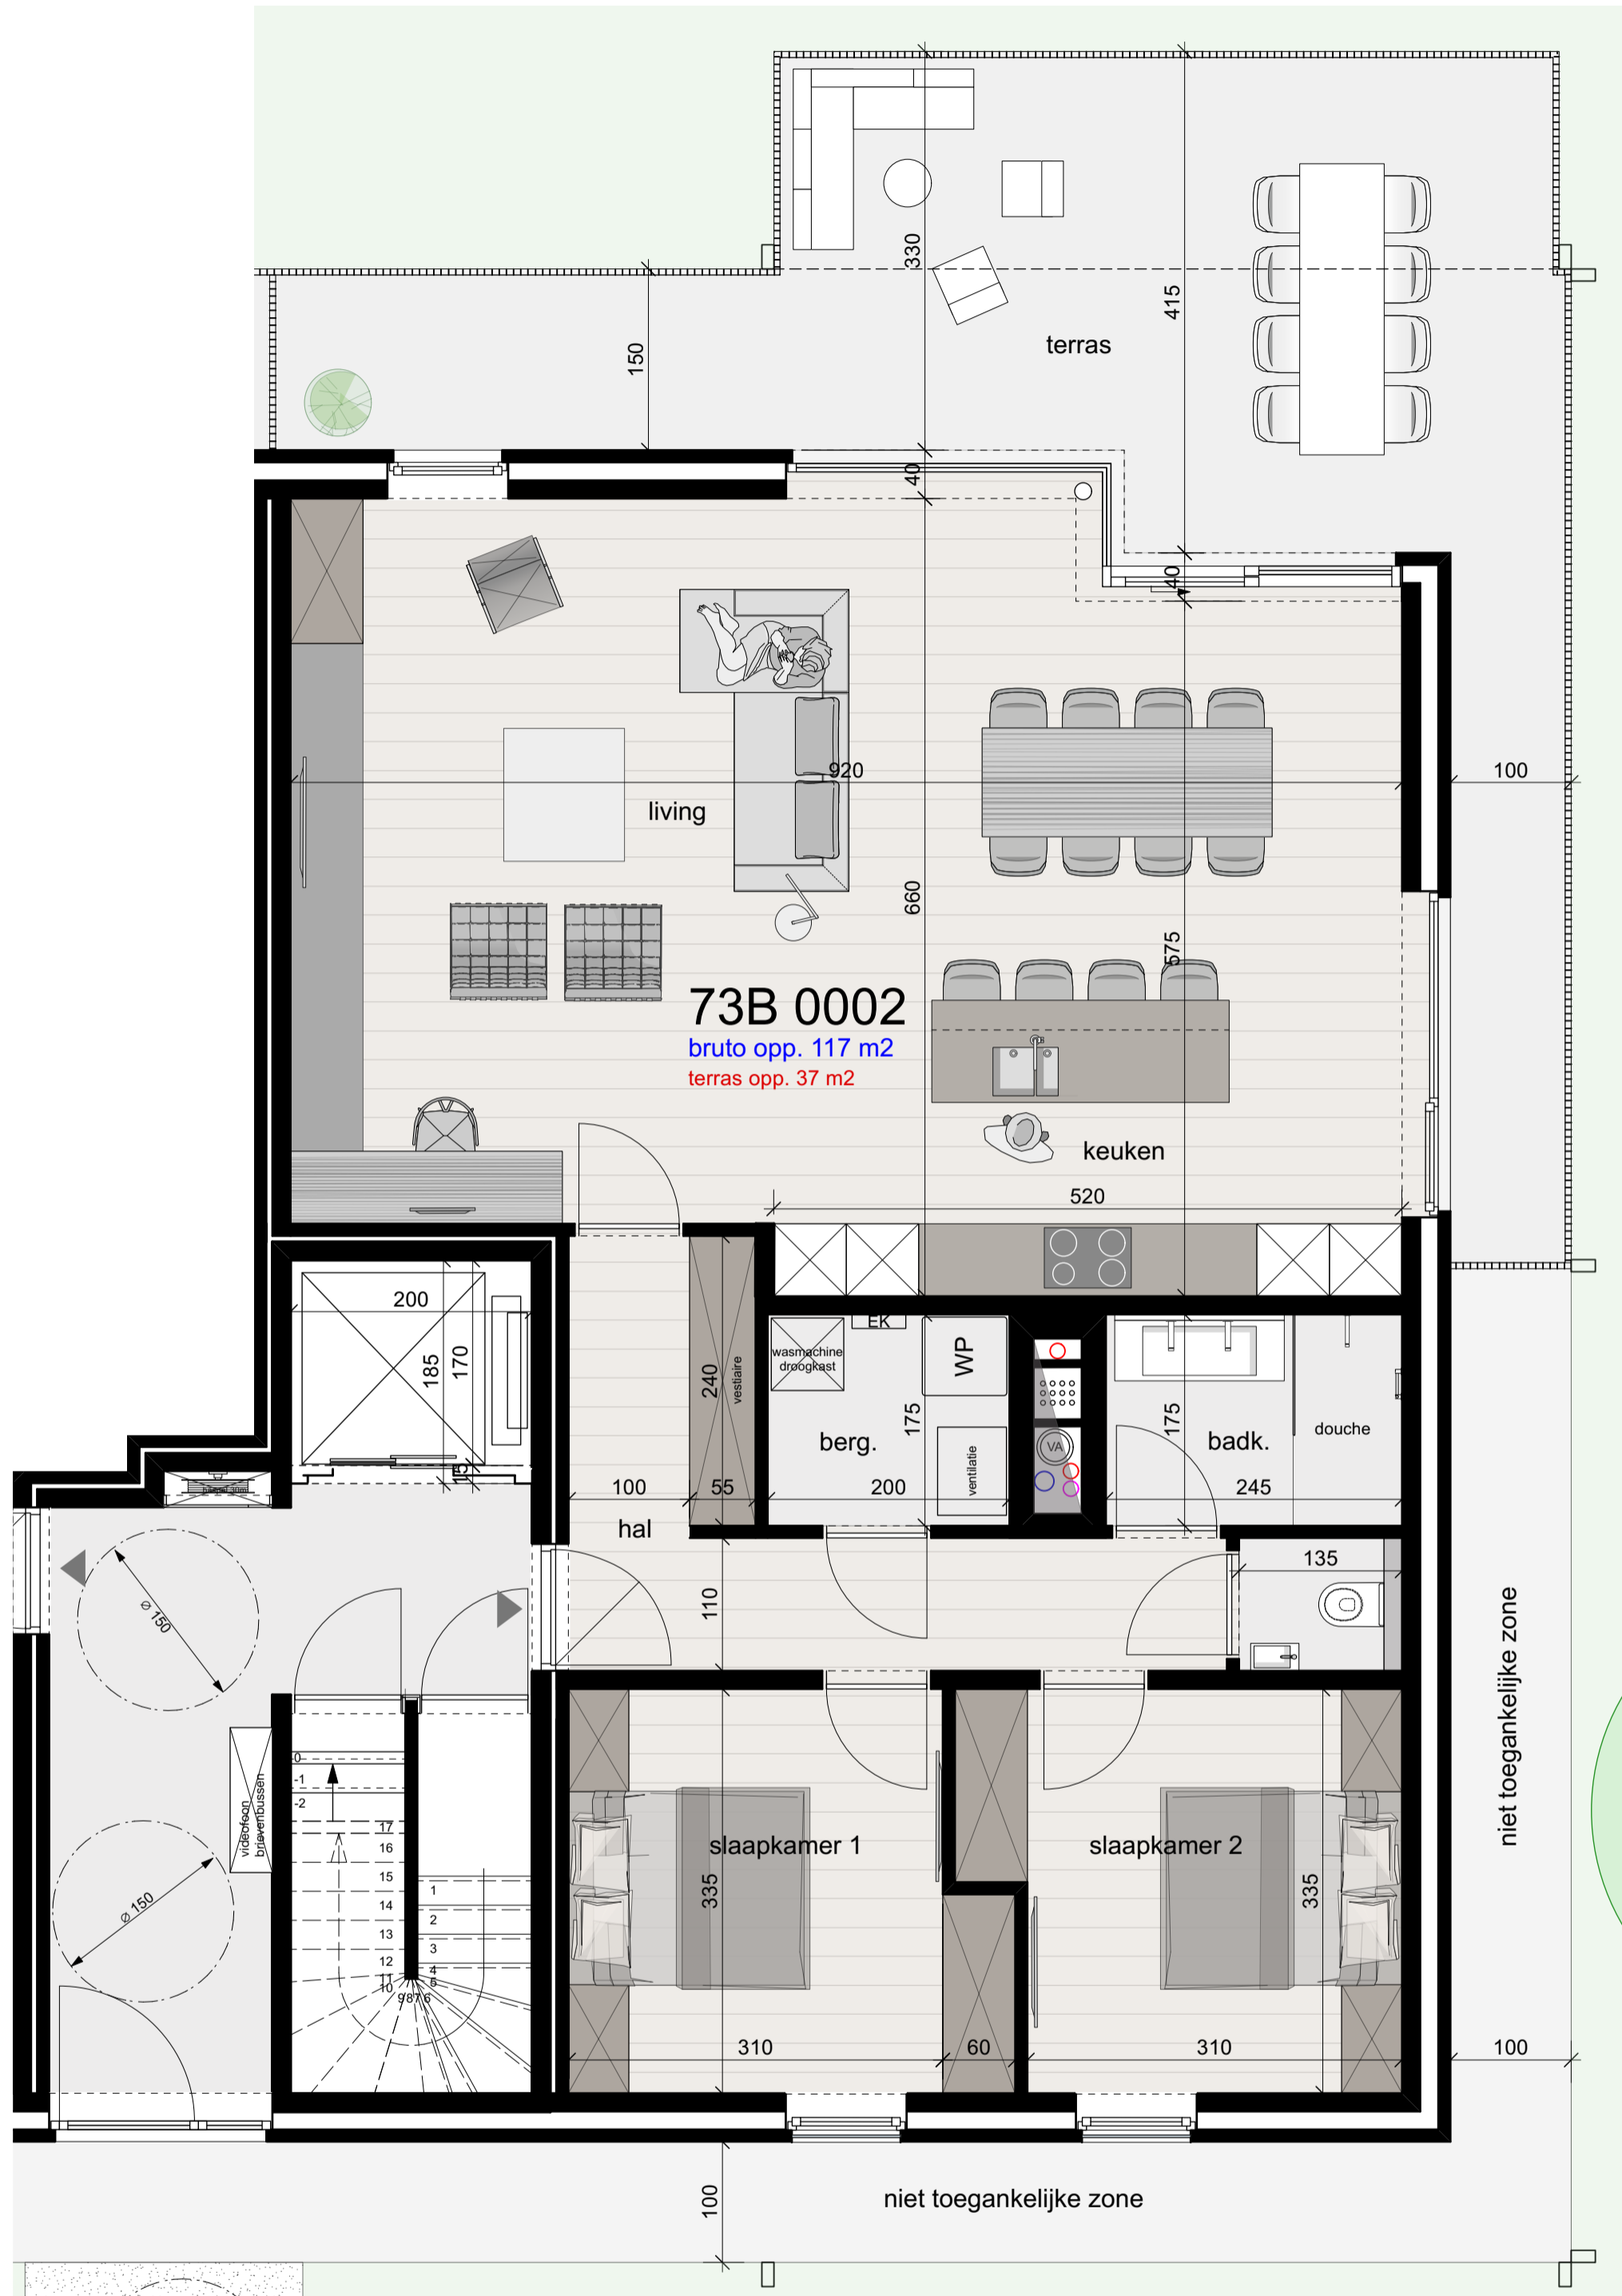 330
415
terras
150
40
40
920
living
100
660
575
73B 0002
bruto opp. 117 m2
terras opp. 37 m2
keuken
520
200
EK
wasmachine
droogkast
WP
185
170
240
vestiaire
175
175
douche
berg.
badk.
VA
ventilatie
15
100
55
200
245
hal
135
110
⌀ 150
niet toegankelijke zone
0
-1
-2
videofoon
brievenbussen
17
16
slaapkamer 1
slaapkamer 2
15
1
335
335
14
2
⌀ 150
13
3
12
4
11
5
10
9 8 7 6
310
60
310
100
niet toegankelijke zone
100